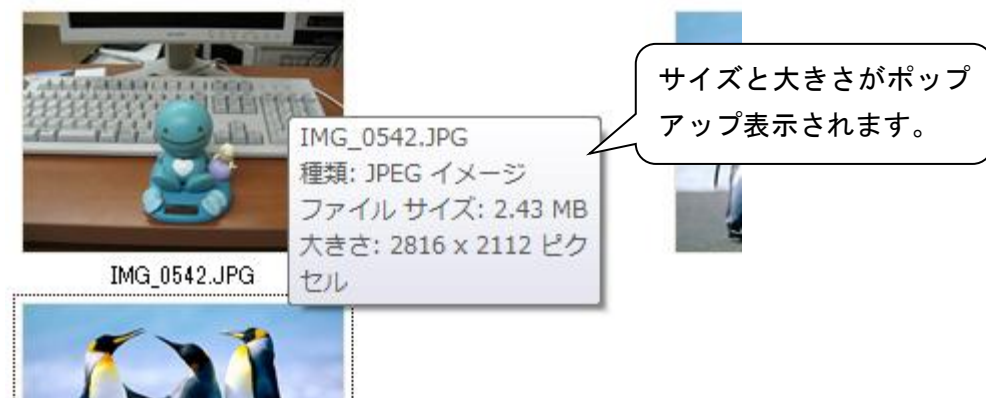 サイズと大きさがポップ
アップ表示されます。
IMG_0542.JPG
種類: JPEG イメージ
ファイル サイズ: 2.43 MB
大きさ: 2816 x 2112 ピク
セル
IMG_0542.JPG